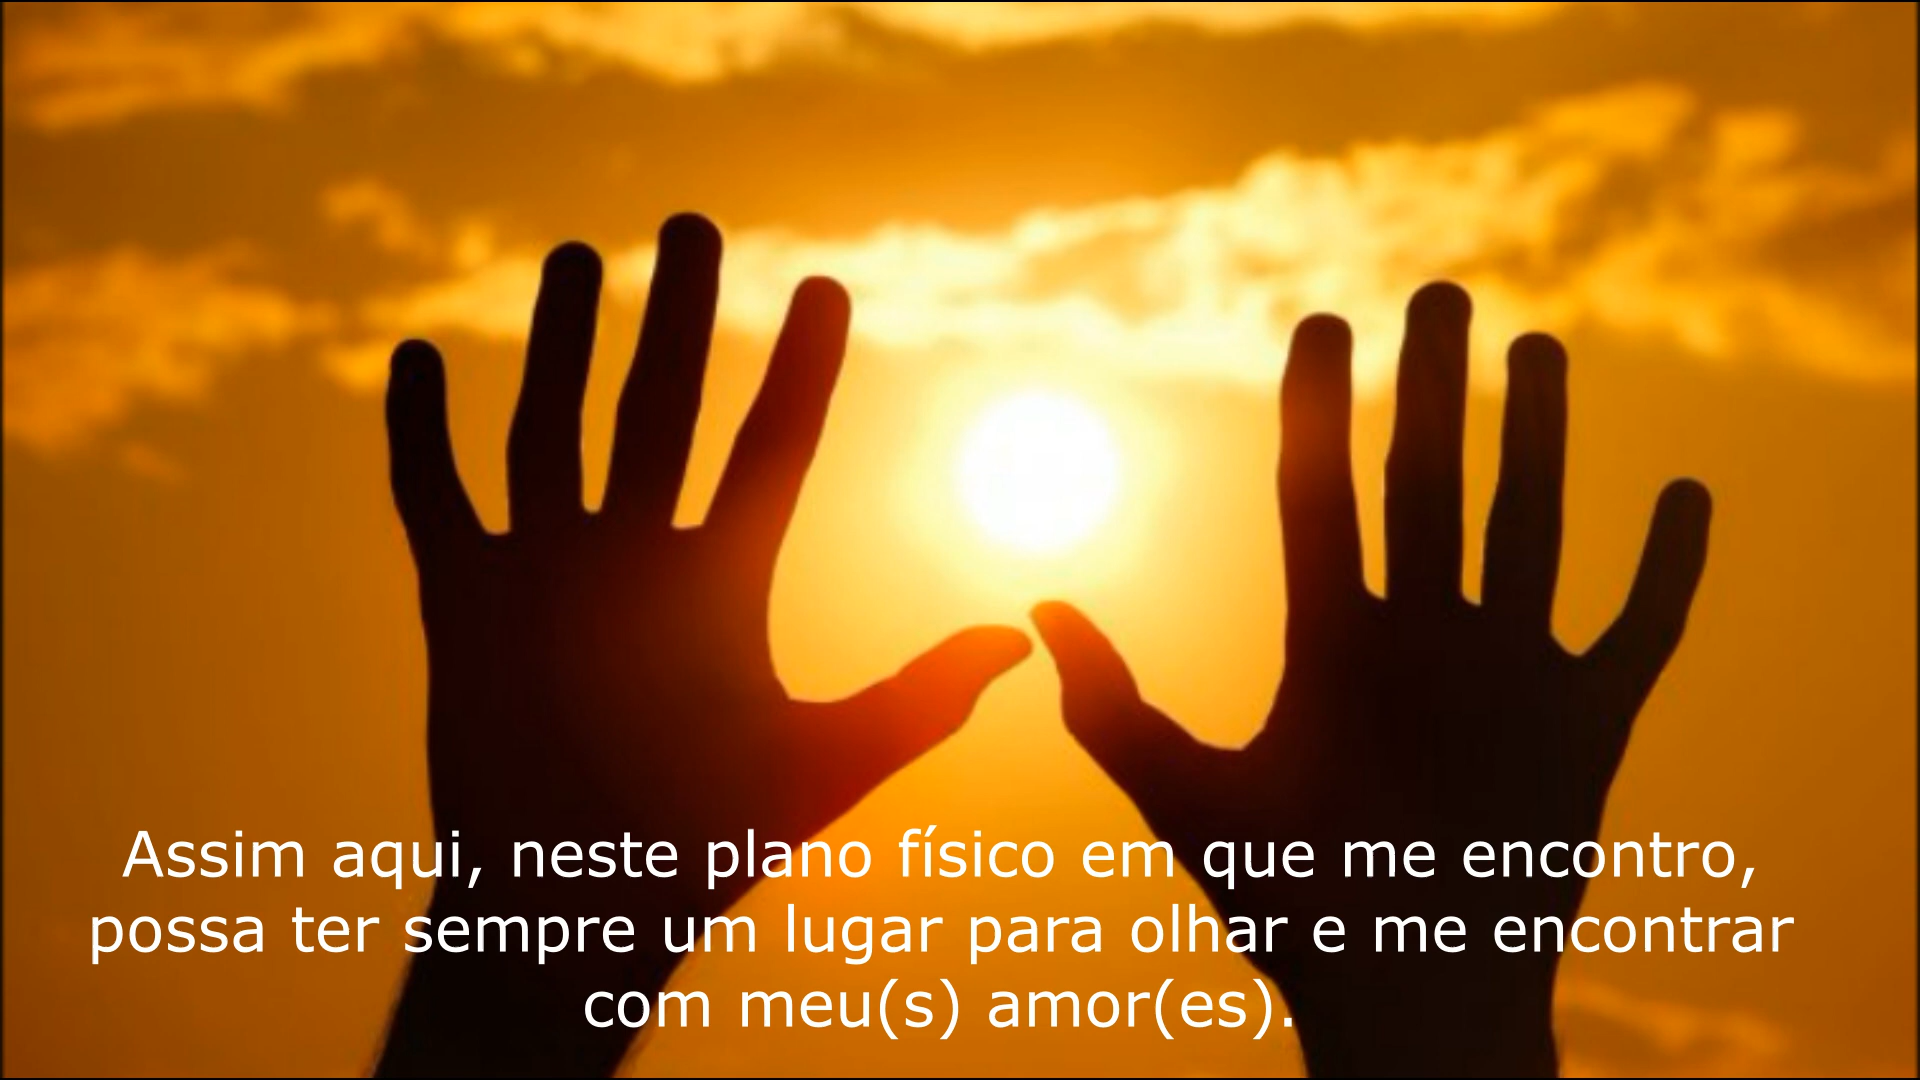 Assim aqui, neste plano físico em que me encontro,
possa ter sempre um lugar para olhar e me encontrar
com meu(s) amor(es).